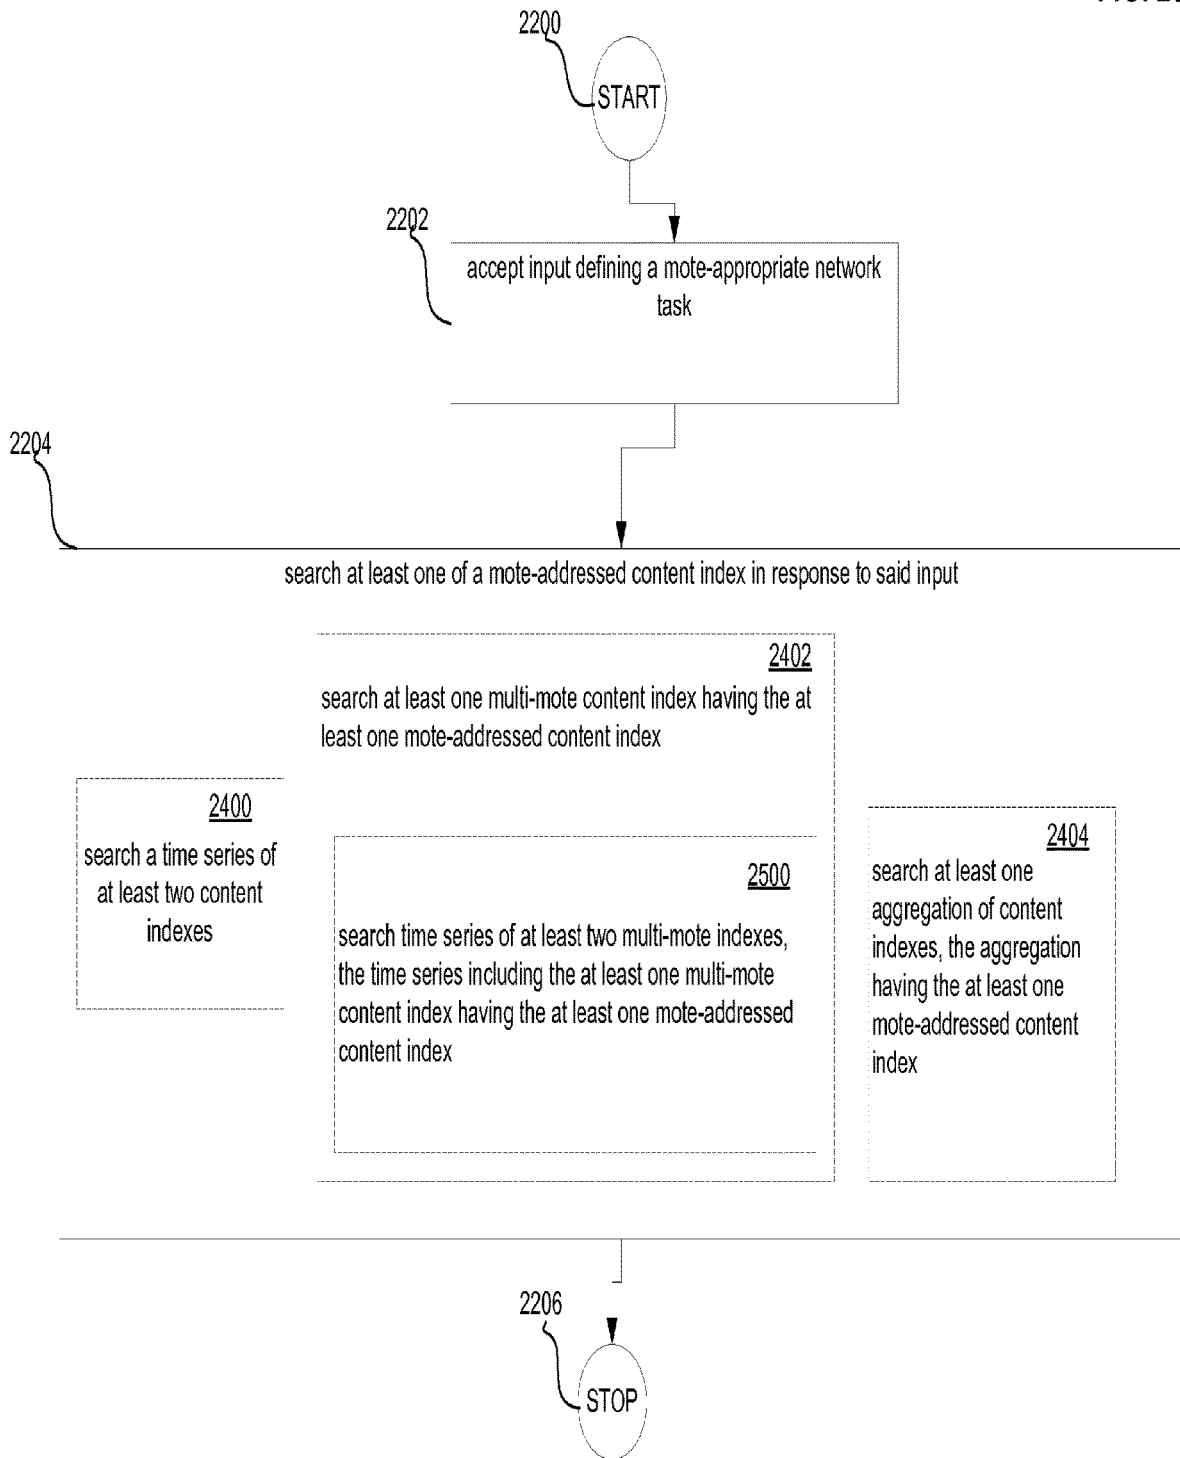 2200
START
2202
accept input defining a mote-appropriate network
task
2204
search at least one of a mote-addressed content index in response to said input
2402
search at least one multi-mote content index having the at
least one mote-addressed content index
2400
search a time series of
at least two content
indexes
2500
search time series of at least two multi-mote indexes,
the time series including the at least one multi-mote
content index having the at least one mote-addressed
content index
2404
search at least one
aggregation of content
indexes, the aggregation
having the at least one
mote-addressed content
index
2206
STOP